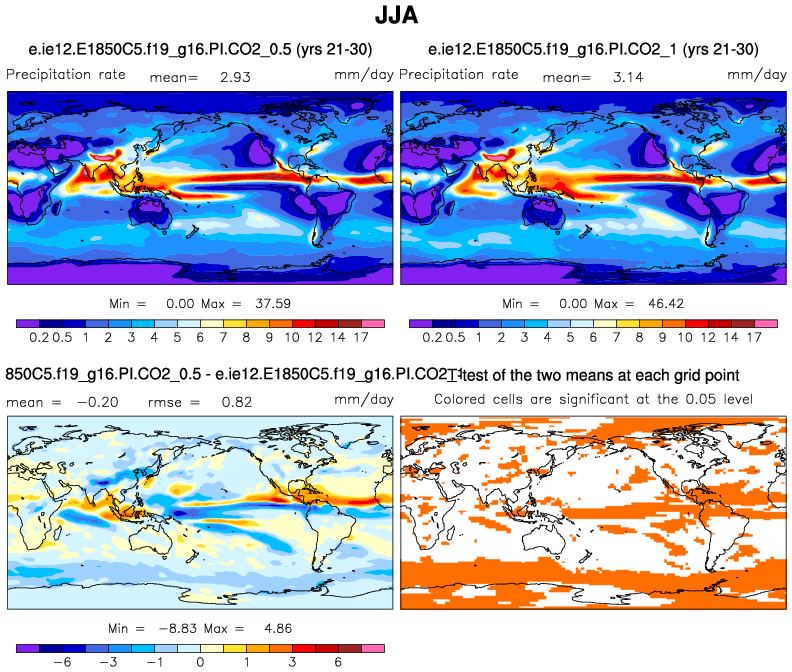 JJA
e.ie12.E1850C5.f19_g16.PI.CO2_0.5 (yrs 21-30)
Precipitation rate mean= 2.93 mm/day
Min = 0.00 Max = 37.59
0.2 0.5 1 2 3 4 5 6 7 8 9 10 12 14 17
e.ie12.E1850C5.f19_g16.PI.CO2_1 (yrs 21-30)
Precipitation rate mean= 3.14 mm/day
Min = 0.00 Max = 46.42
0.2 0.5 1 2 3 4 5 6 7 8 9 10 12 14 17
850C5.f19_g16.PI.CO2_0.5 - e.ie12.E1850C5.f19_g16.PI.CO2_1
mean = -0.20 rmse = 0.82 mm/day
Min = -8.83 Max = 4.86
-6 -3 -1 0 1 3 6
T-test of the two means at each grid point
Colored cells are significant at the 0.05 level